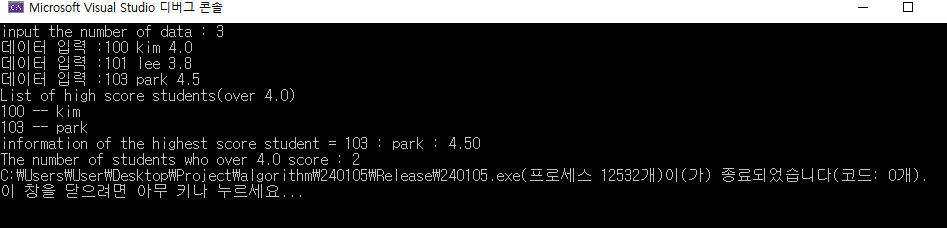 Microsoft Visual Studio 디버그 콘솔
input the number of data : 3
데이터 입력 :100 kim 4.0
데이터 입력 :101 lee 3.8
데이터 입력 :103 park 4.5
List of high score students(over 4.0)
100 -- kim
103 -- park
information of the highest score student = 103 : park : 4.50
The number of students who over 4.0 score : 2
C:₩Users₩User₩Desktop₩Project₩algorithm₩240105₩Release₩240105.exe(프로세스 12532개)이(가) 종료되었습니다(코드: 0개).
이 창을 닫으려면 아무 키나 누르세요...